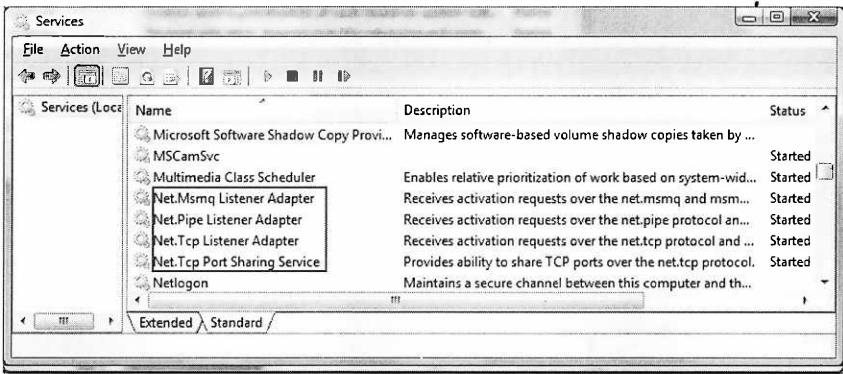 Services
File Action View Help
Services (Loca
Name Description Status
Microsoft Software Shadow Copy Provi... Manages software-based volume shadow copies taken by ...
MSCamSvc Started
Multimedia Class Scheduler Enables relative prioritization of work based on system-wid... Started
Net.Msmq Listener Adapter Receives activation requests over the net.msmq and msm... Started
Net.Pipe Listener Adapter Receives activation requests over the net.pipe protocol an... Started
Net.Tcp Listener Adapter Receives activation requests over the net.tcp protocol and ... Started
Net.Tcp Port Sharing Service Provides ability to share TCP ports over the net.tcp protocol. Started
Netlogon Maintains a secure channel between this computer and th...
Extended Standard